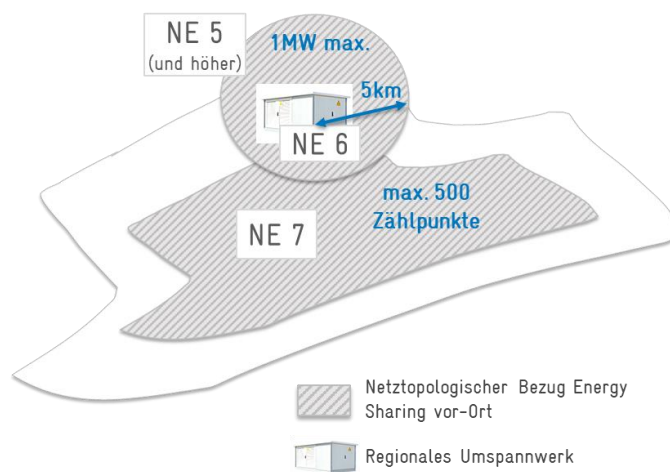 NE 5
(und höher)
1MW max.
5km
NE 6
max. 500
Zählpunkte
NE 7
Netztopologischer Bezug Energy
Sharing vor-Ort
Regionales Umspannwerk